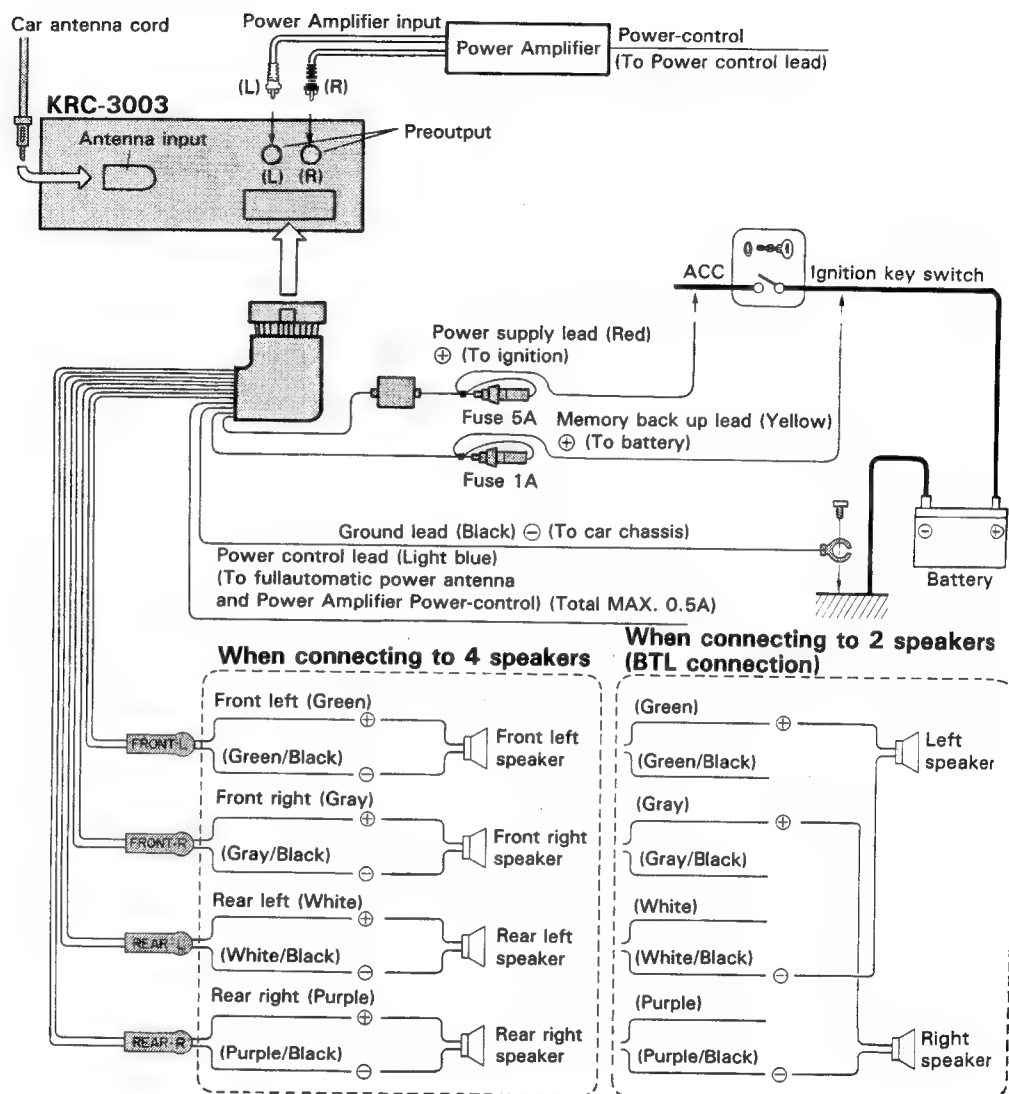 Car antenna cord
Power Amplifier input
Power Amplifier
Power-control
(To Power control lead)
(L)
(R)
KRC-3003
Antenna input
Preoutput
(L) (R)
ACC
Ignition key switch
Power supply lead (Red)
⊕ (To ignition)
Fuse 5A
Memory back up lead (Yellow)
⊕ (To battery)
Fuse 1A
Ground lead (Black) ⊖ (To car chassis)
⊖ ⊕
Battery
Power control lead (Light blue)
(To fullautomatic power antenna
and Power Amplifier Power-control) (Total MAX. 0.5A)
When connecting to 4 speakers
Front left (Green)
⊕
FRONT-L
(Green/Black)
⊖
Front left
speaker
Front right (Gray)
⊕
FRONT-R
(Gray/Black)
⊖
Front right
speaker
Rear left (White)
⊕
REAR-L
(White/Black)
⊖
Rear left
speaker
Rear right (Purple)
⊕
REAR-R
(Purple/Black)
⊖
Rear right
speaker
When connecting to 2 speakers
(BTL connection)
(Green)
⊕
(Green/Black)
Left
speaker
(Gray)
⊕
(Gray/Black)
(White)
(White/Black)
⊖
(Purple)
(Purple/Black)
⊖
Right
speaker